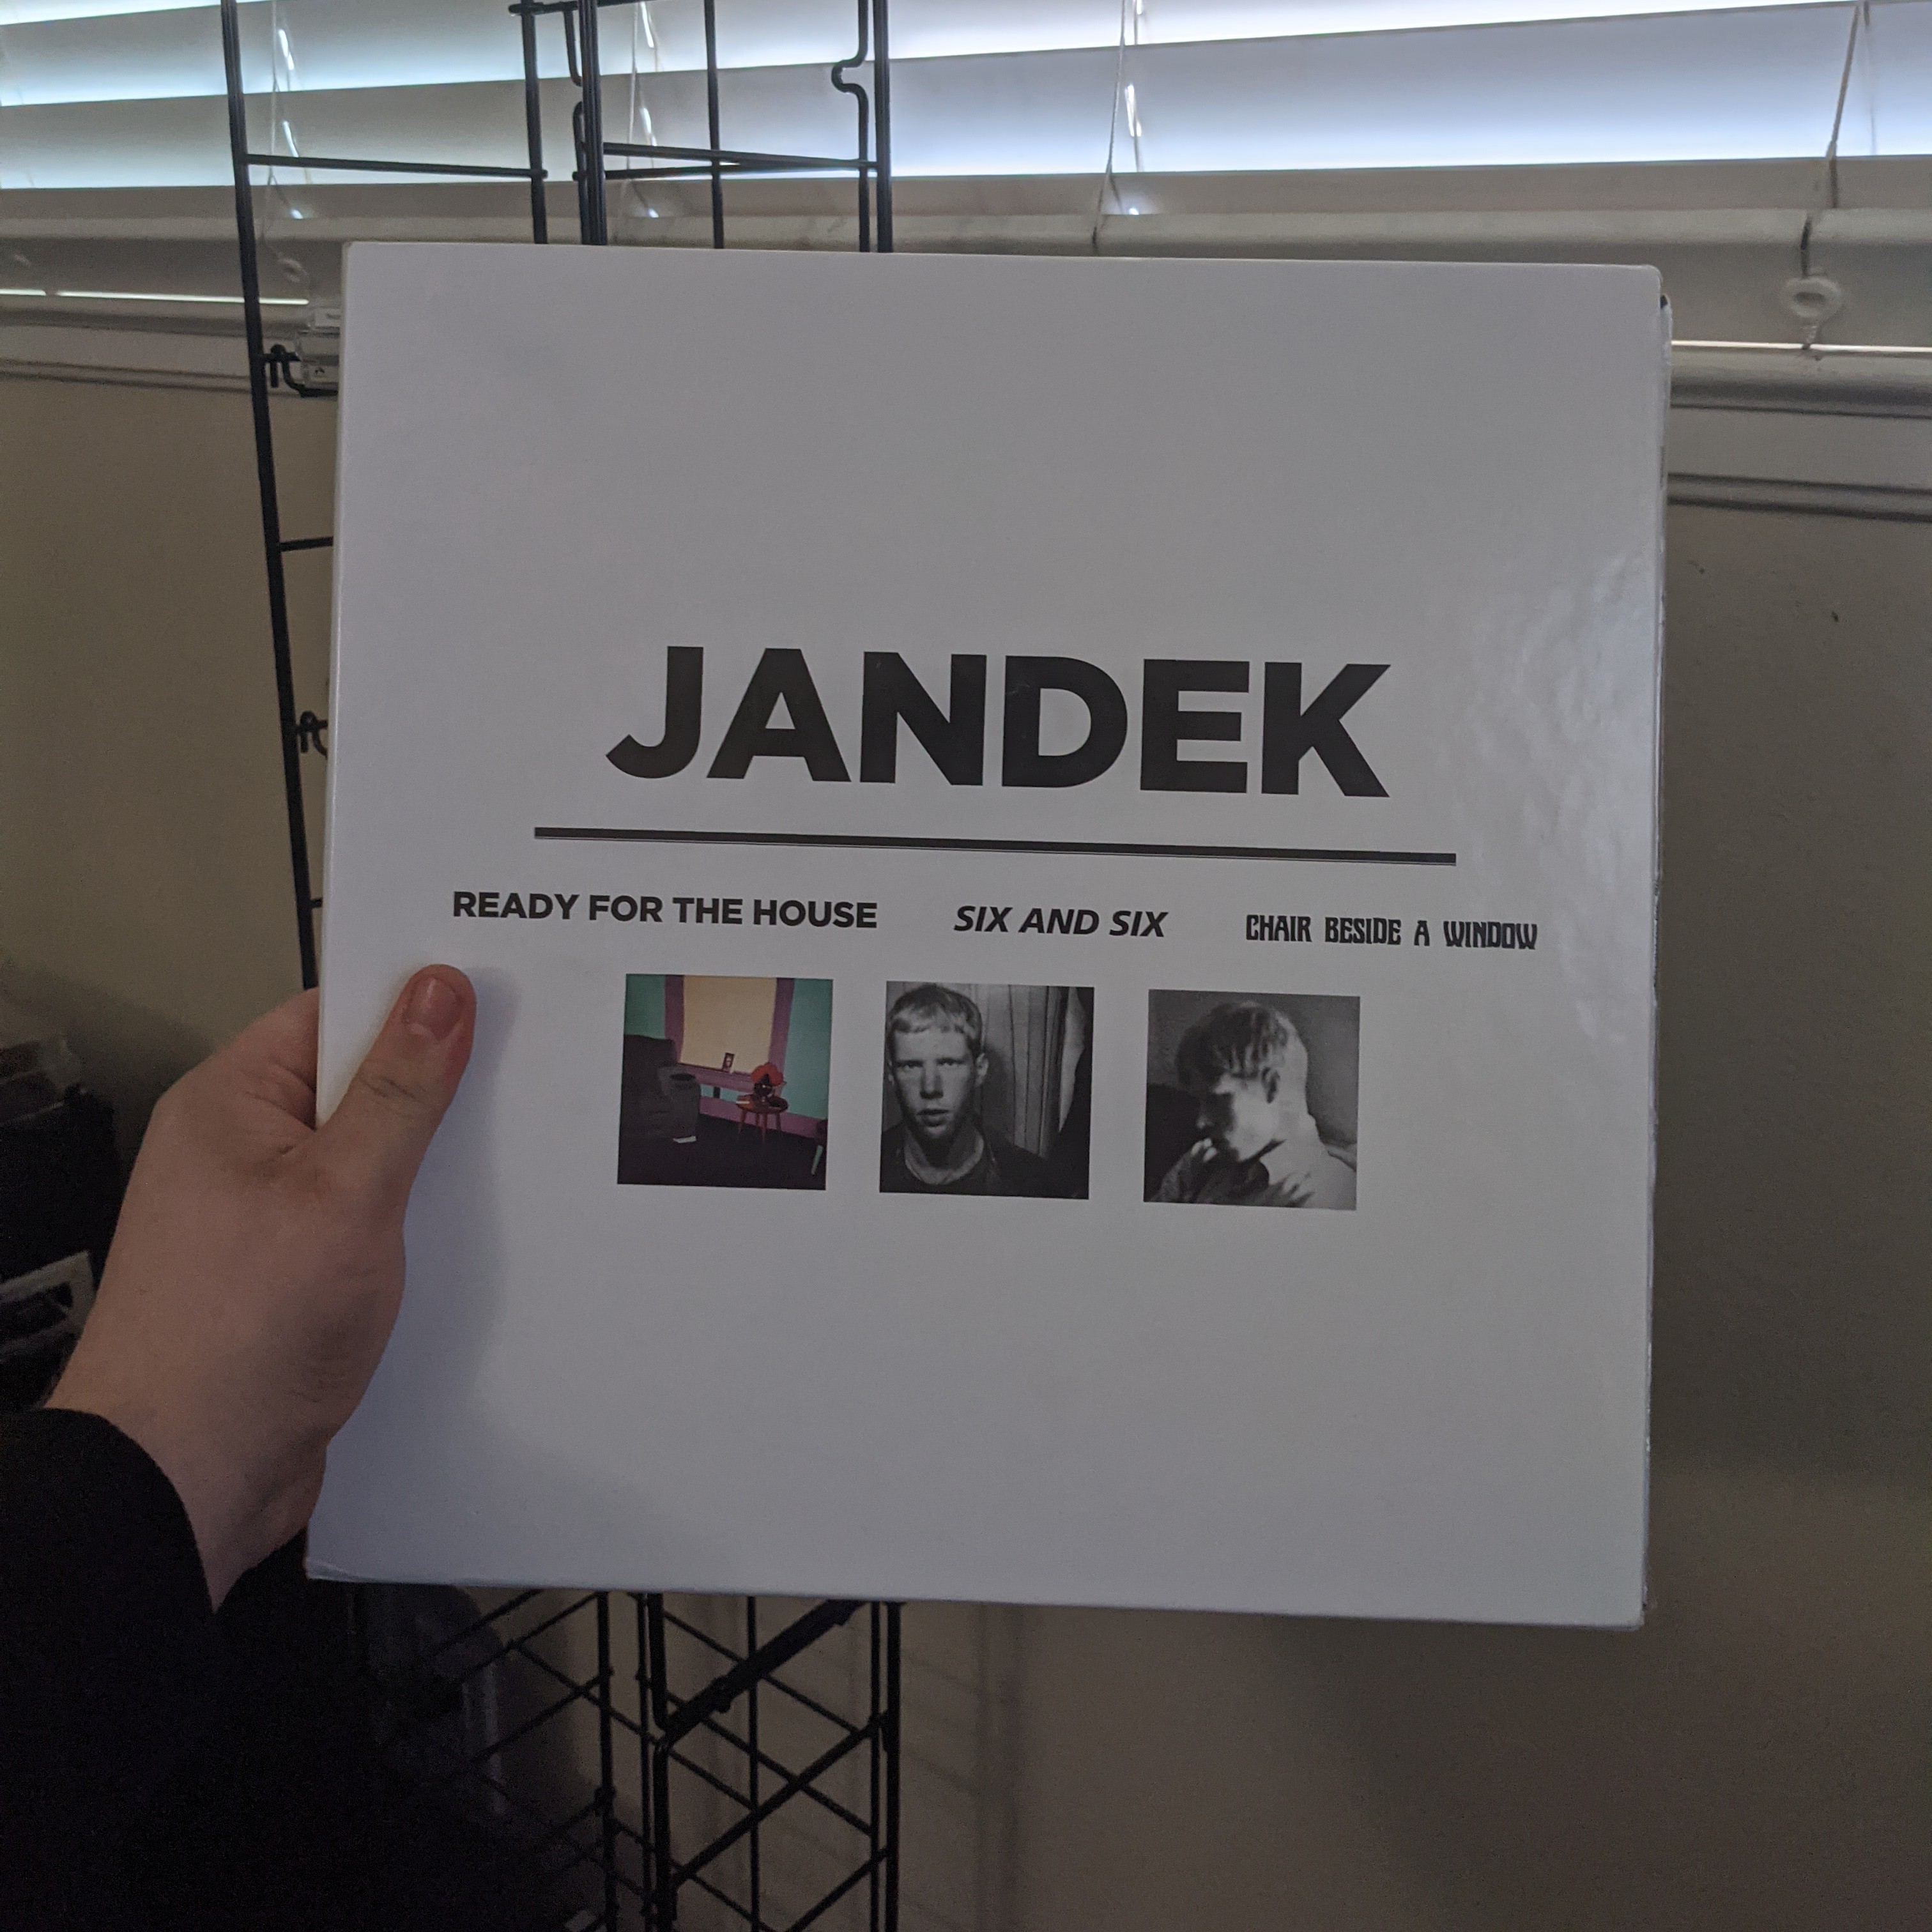 JANDEK
READY FOR THE HOUSE
SIX AND SIX
CHAIR BESIDE A WINDOW